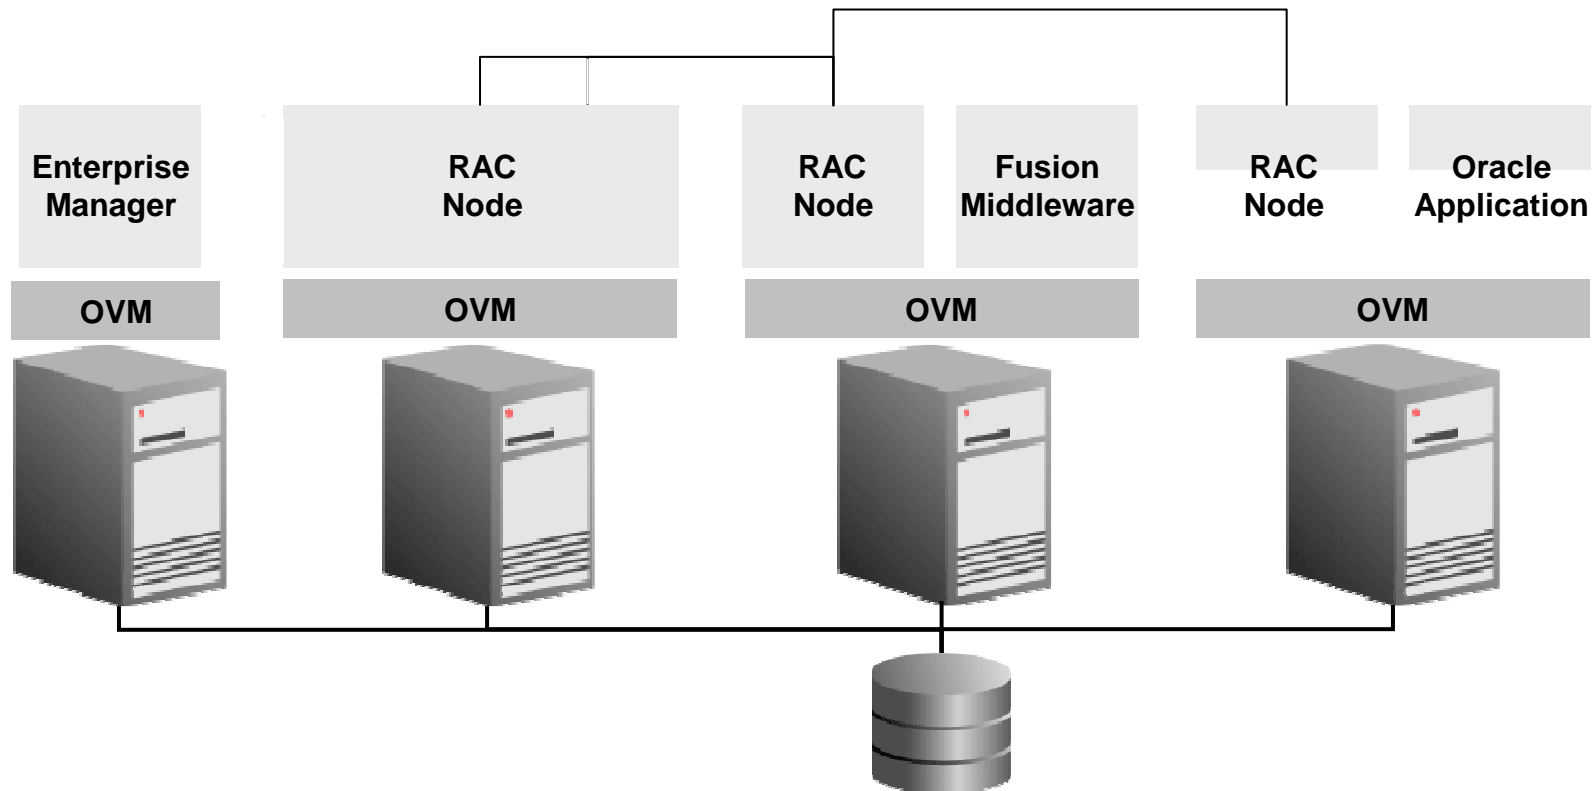 Enterprise
Manager
RAC
Node
RAC
Node
Fusion
Middleware
RAC
Node
Oracle
Application
OVM
OVM
OVM
OVM